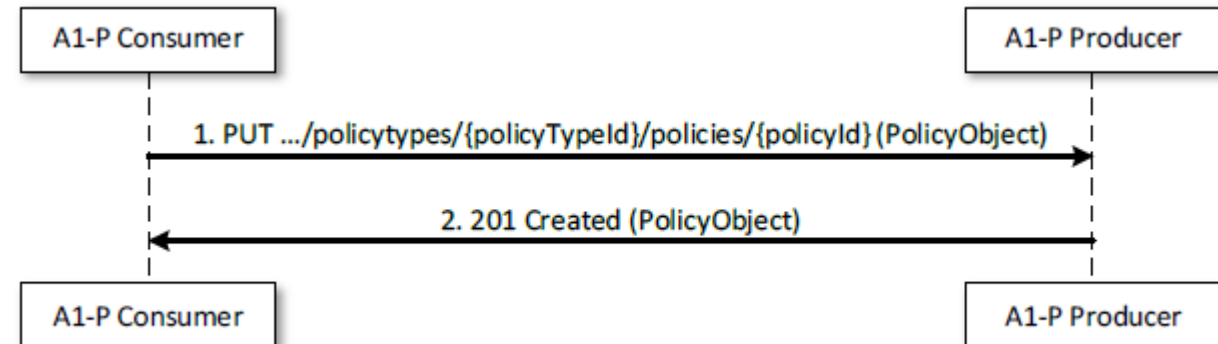 A1-P Consumer
A1-P Producer
1. PUT .../policytypes/{policyTypeId}/policies/{policyId} (PolicyObject)
2. 201 Created (PolicyObject)
A1-P Consumer
A1-P Producer